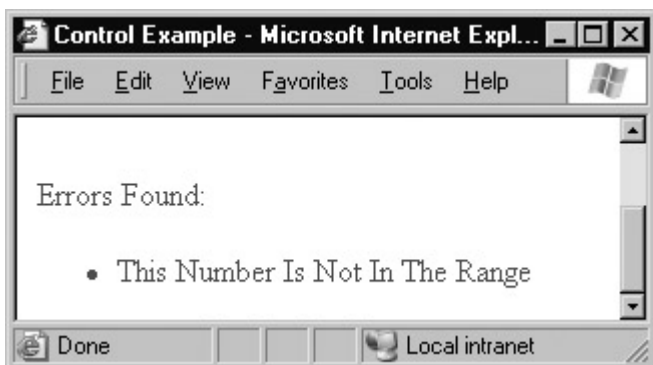 Control Example - Microsoft Internet Expl...
File Edit View Favorites Tools Help
Errors Found:
• This Number Is Not In The Range
Done
Local intranet